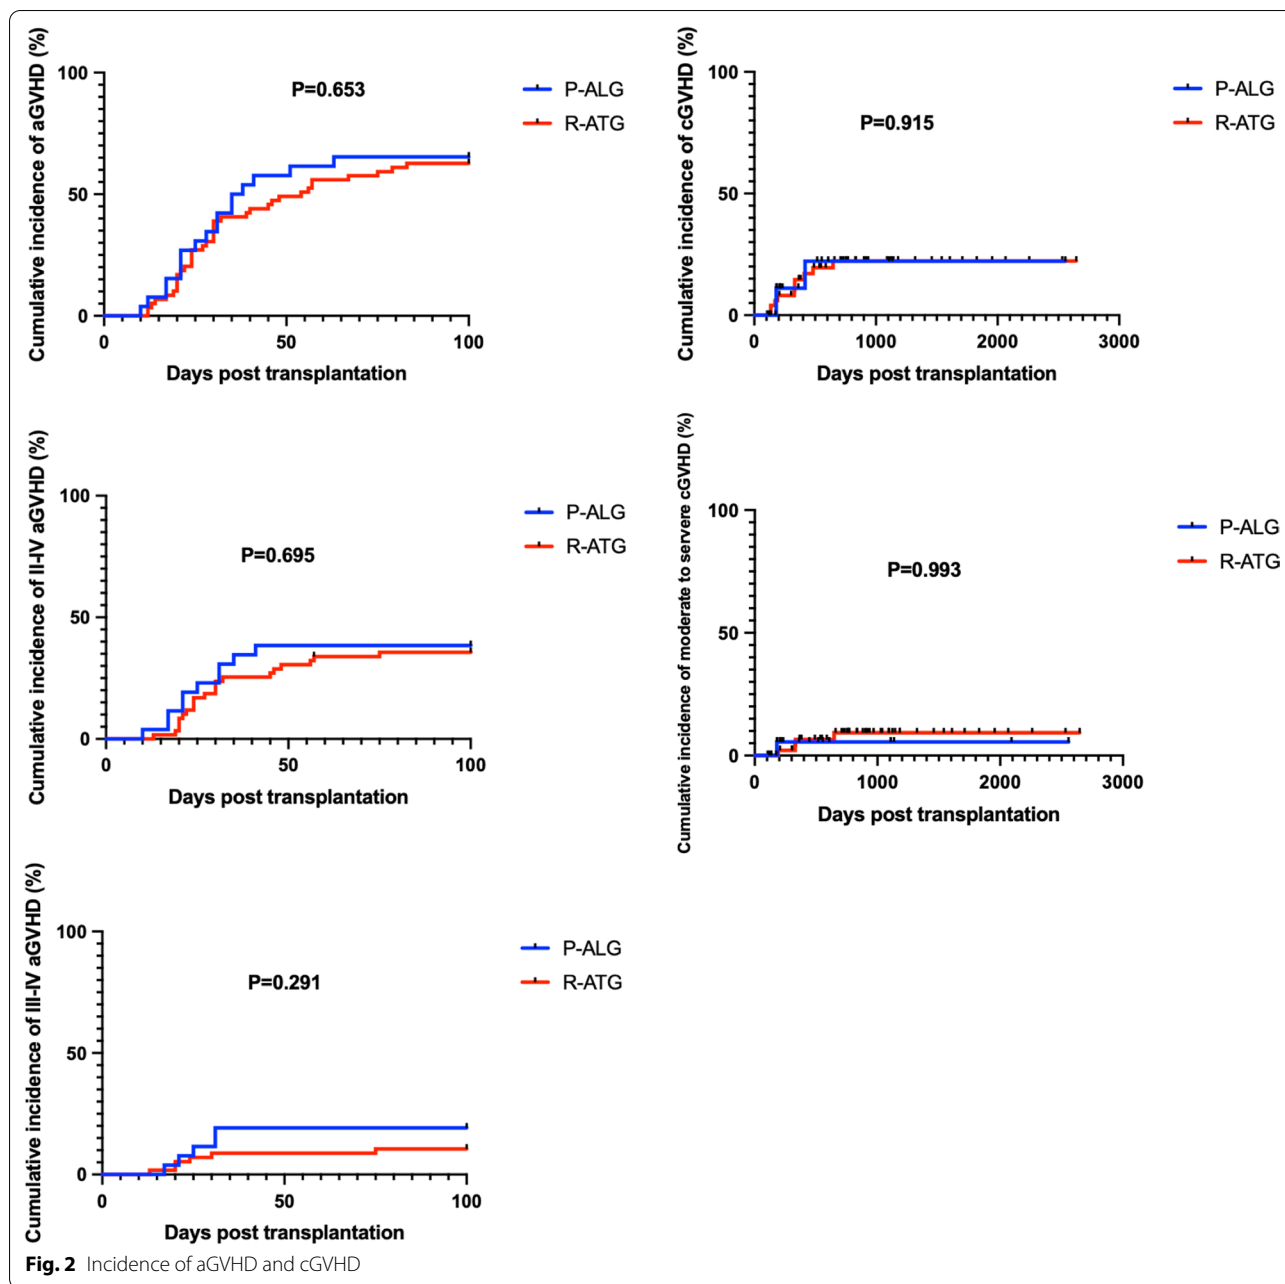 Cumulative incidence of aGVHD (%)
100
50
0
P=0.653
P-ALG
R-ATG
0 50 100
Days post transplantation
Cumulative incidence of cGVHD (%)
100
50
0
P=0.915
P-ALG
R-ATG
0 1000 2000 3000
Days post transplantation
Cumulative incidence of II-IV aGVHD (%)
100
50
0
P=0.695
P-ALG
R-ATG
0 50 100
Days post transplantation
Cumulative incidence of moderate to servere cGVHD (%)
100
50
0
P=0.993
P-ALG
R-ATG
0 1000 2000 3000
Days post transplantation
Cumulative incidence of III-IV aGVHD (%)
100
50
0
P=0.291
P-ALG
R-ATG
0 50 100
Days post transplantation
Fig. 2 Incidence of aGVHD and cGVHD